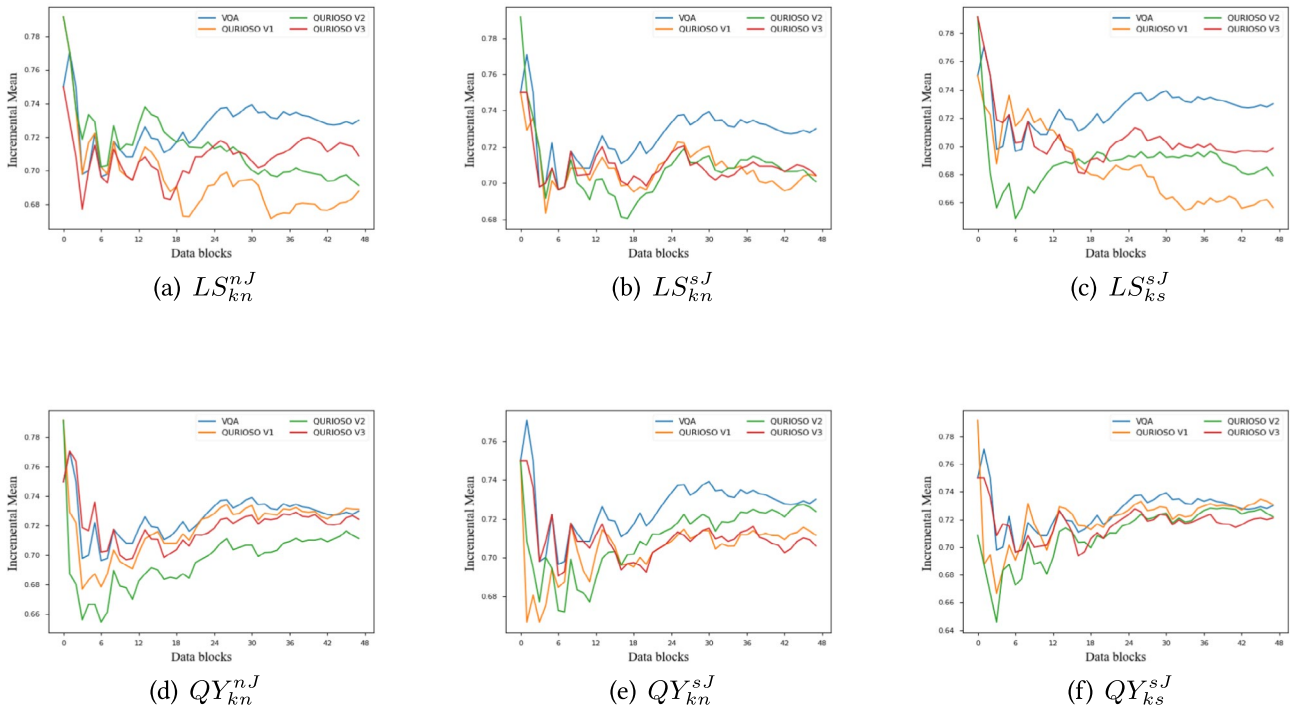 VQA QURIOSO V2
QURIOSO V1 QURIOSO V3
Incremental Mean
0.78
0.76
0.74
0.72
0.70
0.68
0 6 12 18 24 30 36 42 48
Data blocks
(a) LS_{kn}^{nJ}
VQA QURIOSO V2
QURIOSO V1 QURIOSO V3
Incremental Mean
0.78
0.76
0.74
0.72
0.70
0.68
0 6 12 18 24 30 36 42 48
Data blocks
(b) LS_{kn}^{sJ}
VQA QURIOSO V2
QURIOSO V1 QURIOSO V3
Incremental Mean
0.78
0.76
0.74
0.72
0.70
0.68
0.66
0 6 12 18 24 30 36 42 48
Data blocks
(c) LS_{ks}^{sJ}
VQA QURIOSO V2
QURIOSO V1 QURIOSO V3
Incremental Mean
0.78
0.76
0.74
0.72
0.70
0.68
0.66
0 6 12 18 24 30 36 42 48
Data blocks
(d) QY_{kn}^{nJ}
VQA QURIOSO V2
QURIOSO V1 QURIOSO V3
Incremental Mean
0.76
0.74
0.72
0.70
0.68
0 6 12 18 24 30 36 42 48
Data blocks
(e) QY_{kn}^{sJ}
VQA QURIOSO V2
QURIOSO V1 QURIOSO V3
Incremental Mean
0.78
0.76
0.74
0.72
0.70
0.68
0.66
0.64
0 6 12 18 24 30 36 42 48
Data blocks
(f) QY_{ks}^{sJ}